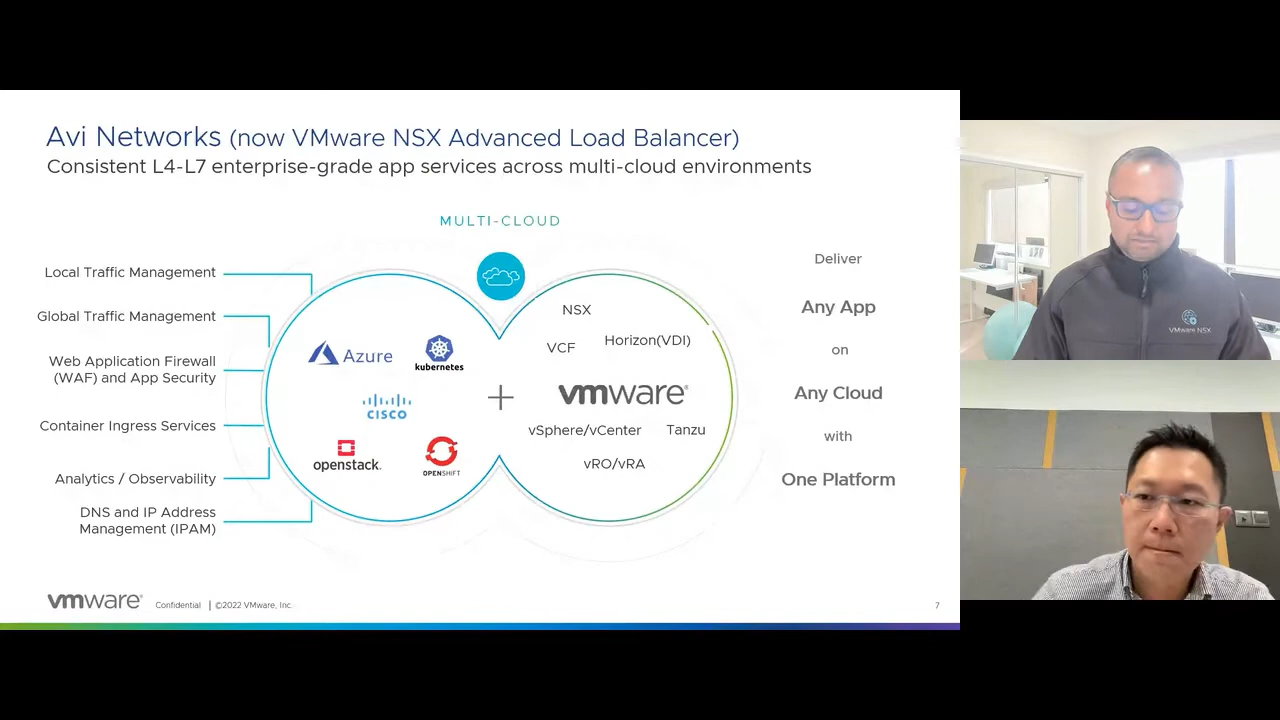 Avi Networks (now VMware NSX Advanced Load Balancer)
Consistent L4-L7 enterprise-grade app services across multi-cloud environments
MULTI-CLOUD
Local Traffic Management
Global Traffic Management
Web Application Firewall
(WAF) and App Security
Container Ingress Services
Analytics / Observability
DNS and IP Address
Management (IPAM)
Azure
kubernetes
CISCO
openstack.
OPENSHIFT
NSX
VCF
Horizon(VDI)
vmware®
vSphere/vCenter
Tanzu
vRO/vRA
Deliver
Any App
on
Any Cloud
with
One Platform
vmware®
Confidential | ©2022 VMware, Inc.
7
VMware NSX